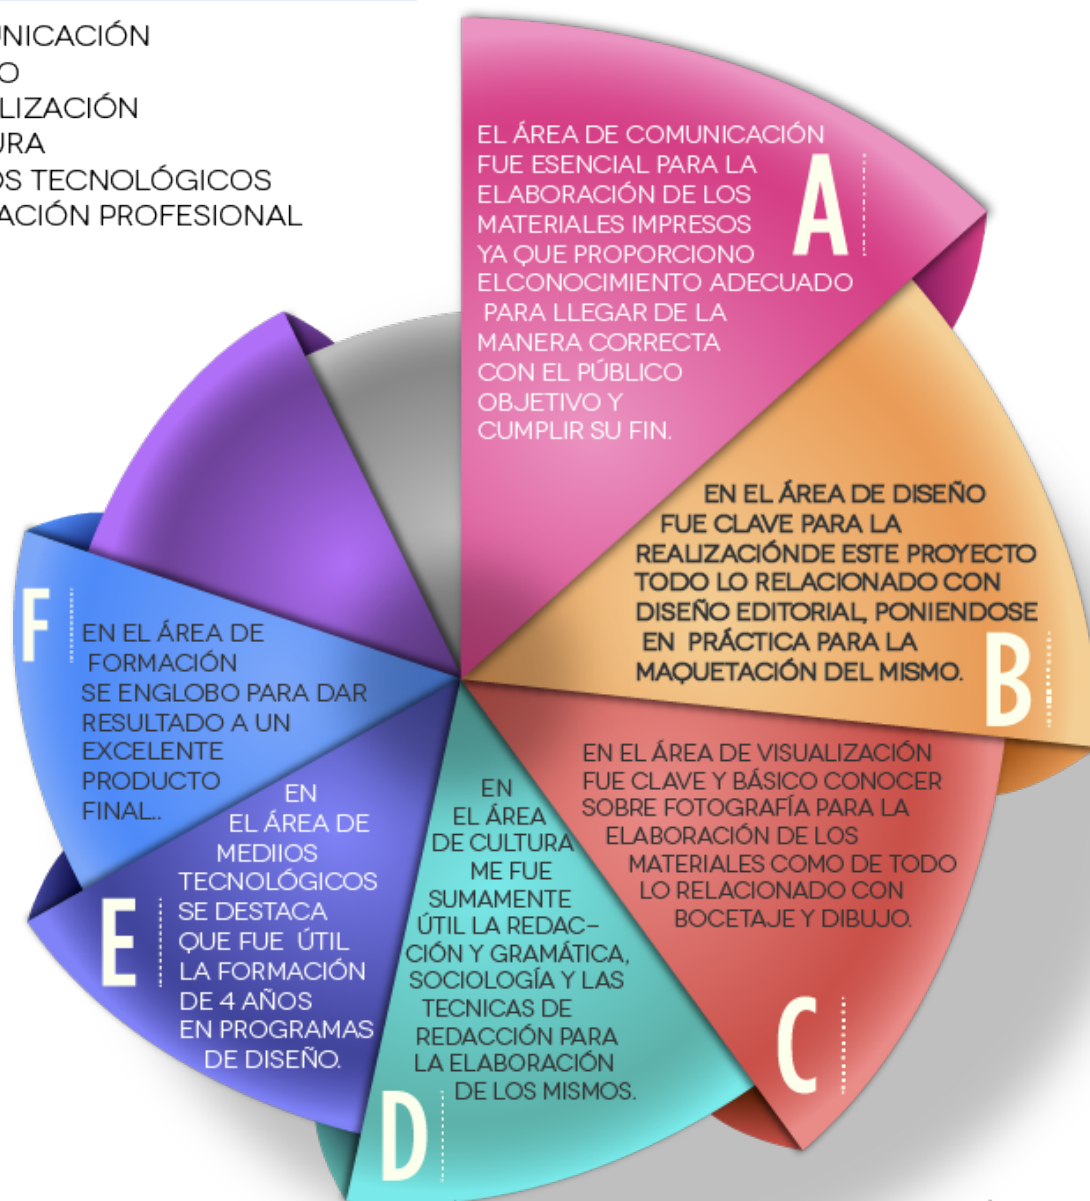 UNICACIÓN
O
LIZACIÓN
URA
OS TECNOLÓGICOS
ACIÓN PROFESIONAL
EL ÁREA DE COMUNICACIÓN
FUE ESENCIAL PARA LA
ELABORACIÓN DE LOS
MATERIALES IMPRESOS
YA QUE PROPORCIONO
ELCONOCIMIENTO ADECUADO
PARA LLEGAR DE LA
MANERA CORRECTA
CON EL PÚBLICO
OBJETIVO Y
CUMPLIR SU FIN.
A
EN EL ÁREA DE DISEÑO
FUE CLAVE PARA LA
REALIZACIÓNDE ESTE PROYECTO
TODO LO RELACIONADO CON
DISEÑO EDITORIAL, PONIENDOSE
EN PRÁCTICA PARA LA
MAQUETACIÓN DEL MISMO.
B
EN EL ÁREA DE VISUALIZACIÓN
FUE CLAVE Y BÁSICO CONOCER
SOBRE FOTOGRAFÍA PARA LA
ELABORACIÓN DE LOS
MATERIALES COMO DE TODO
LO RELACIONADO CON
BOCETAJE Y DIBUJO.
C
EN
EL ÁREA
DE CULTURA
ME FUE
SUMAMENTE
ÚTIL LA REDAC-
CIÓN Y GRAMÁTICA,
SOCIOLOGÍA Y LAS
TECNICAS DE
REDACCIÓN PARA
LA ELABORACIÓN
DE LOS MISMOS.
D
EN
EL ÁREA DE
MEDIIOS
TECNOLÓGICOS
SE DESTACA
QUE FUE ÚTIL
LA FORMACIÓN
DE 4 AÑOS
EN PROGRAMAS
DE DISEÑO.
E
F
EN EL ÁREA DE
FORMACIÓN
SE ENGLOBO PARA DAR
RESULTADO A UN
EXCELENTE
PRODUCTO
FINAL..